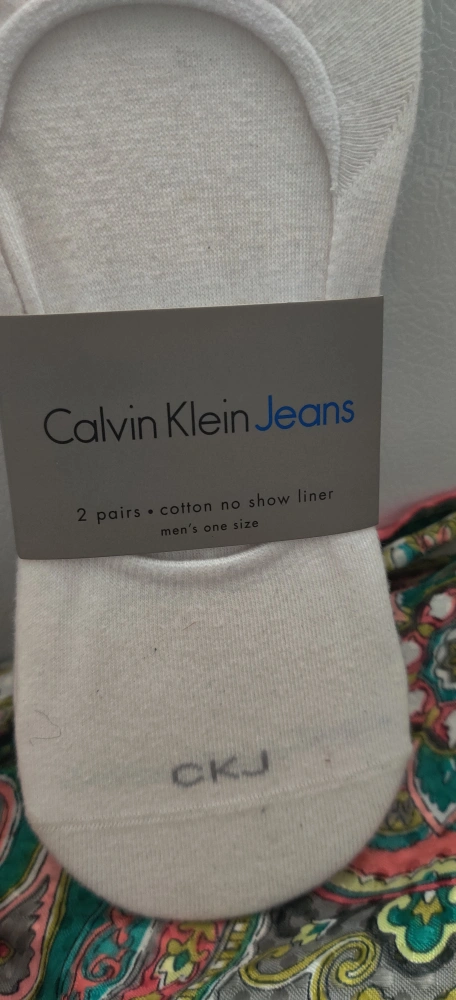 Calvin Klein Jeans
2 pairs • cotton no show liner
men's one size
CKJ